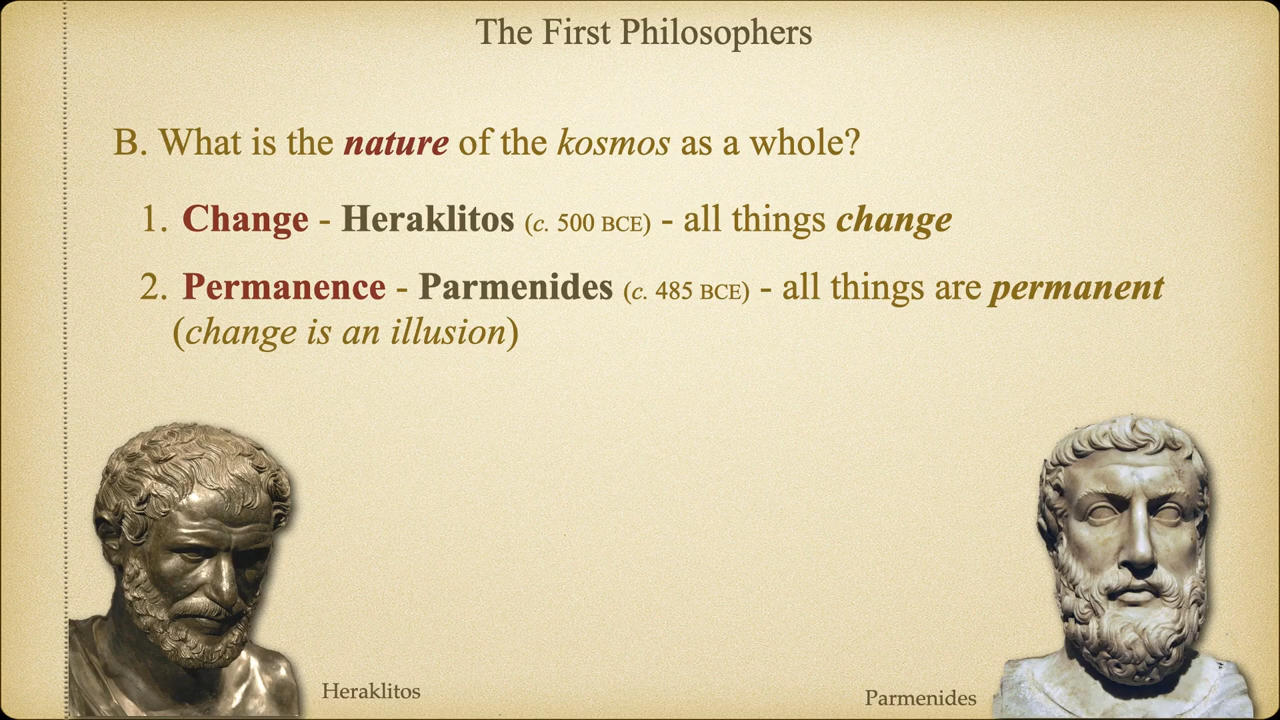 The First Philosophers
B. What is the nature of the kosmos as a whole?
1. Change - Heraklitos (c. 500 BCE) - all things change
2. Permanence - Parmenides (c. 485 BCE) - all things are permanent
(change is an illusion)
Heraklitos
Parmenides